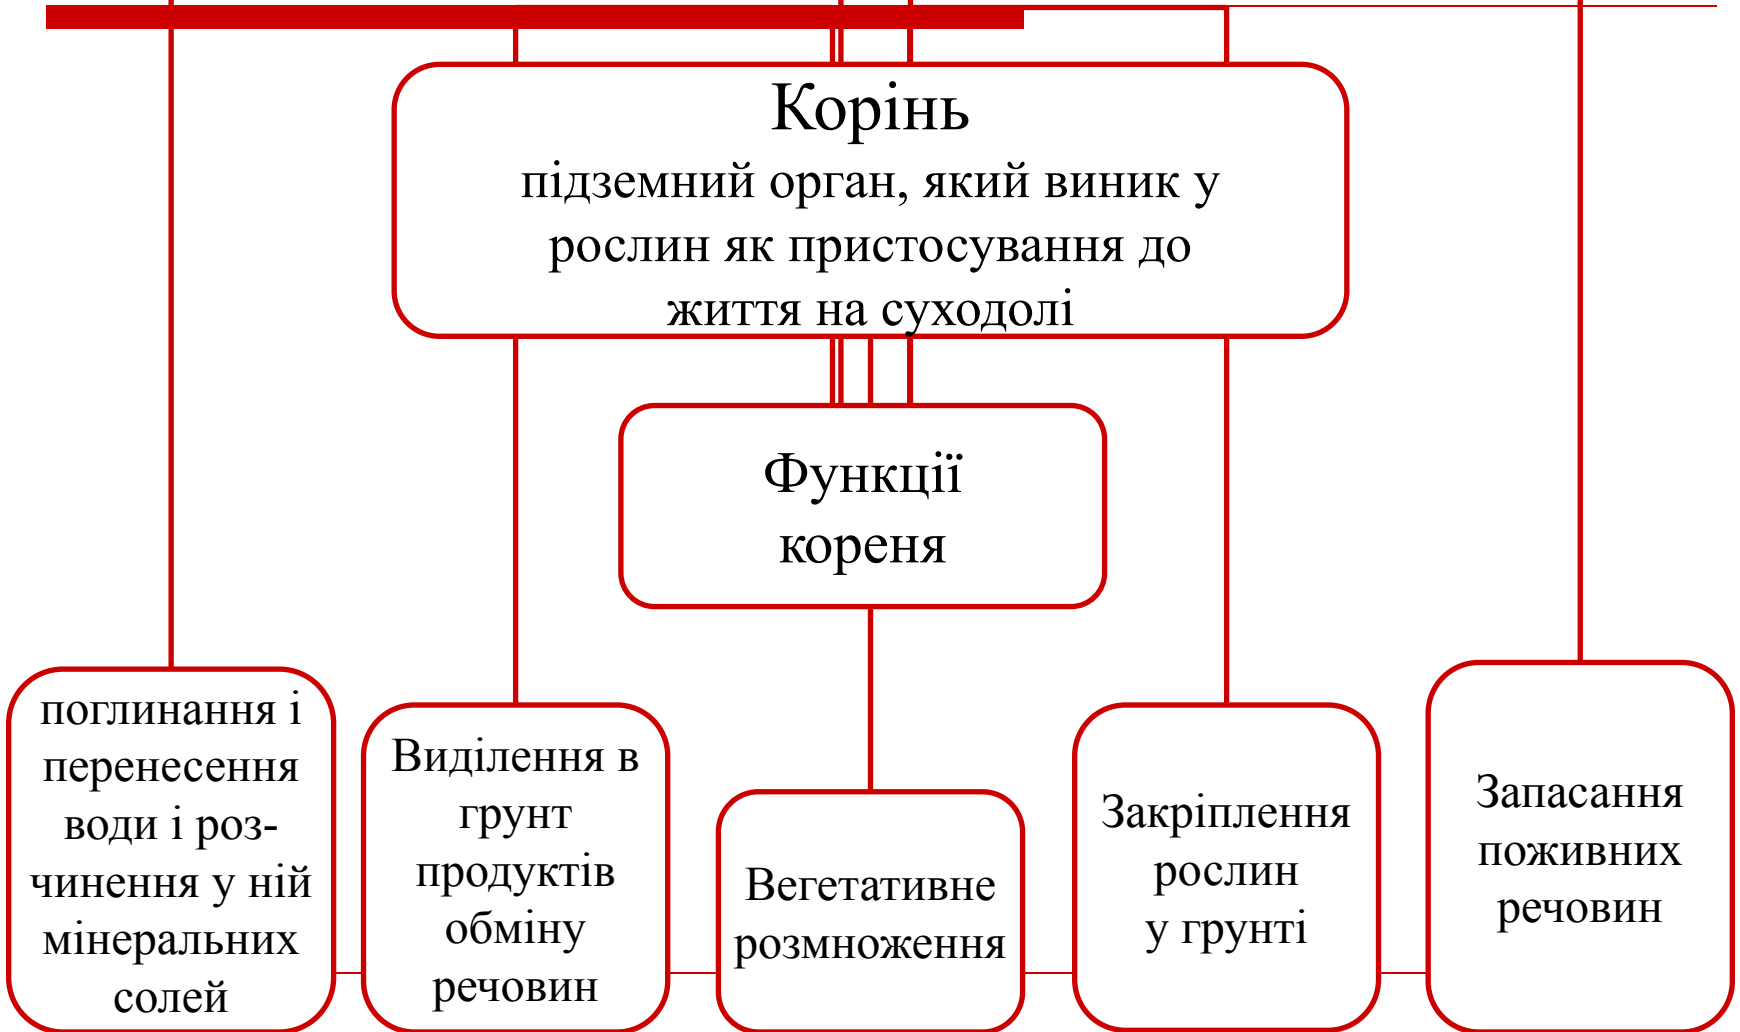 Корінь
підземний орган, який виник у
рослин як пристосування до
життя на суходолі
Функції
кореня
поглинання і
перенесення
води і роз-
чинення у ній
мінеральних
солей
Виділення в
грунт
продуктів
обміну
речовин
Вегетативне
розмноження
Закріплення
рослин
у грунті
Запасання
поживних
речовин